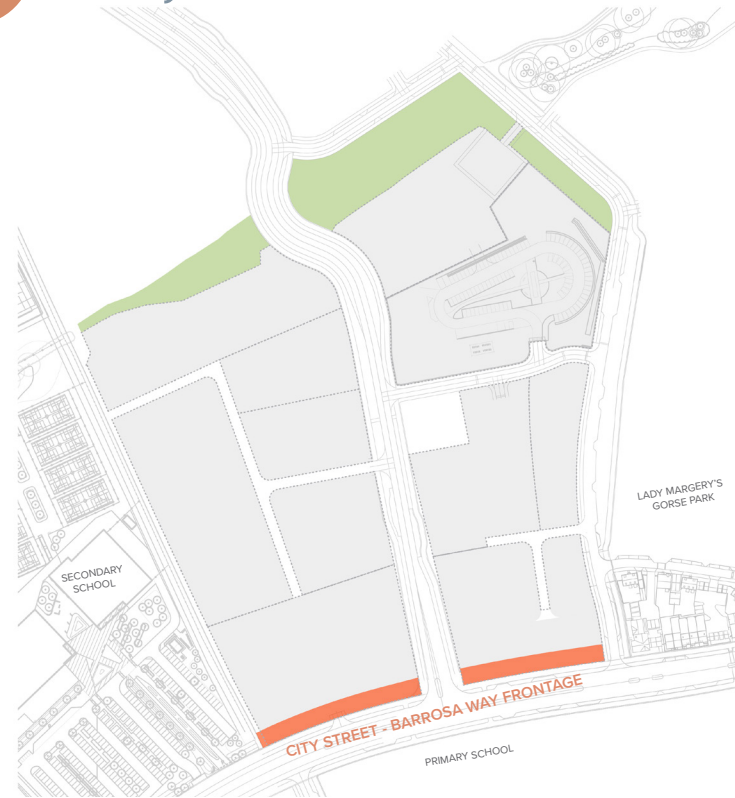 LADY MARGERY'S
GORSE PARK
SECONDARY
SCHOOL
CITY STREET - BARROSA WAY FRONTAGE
PRIMARY SCHOOL